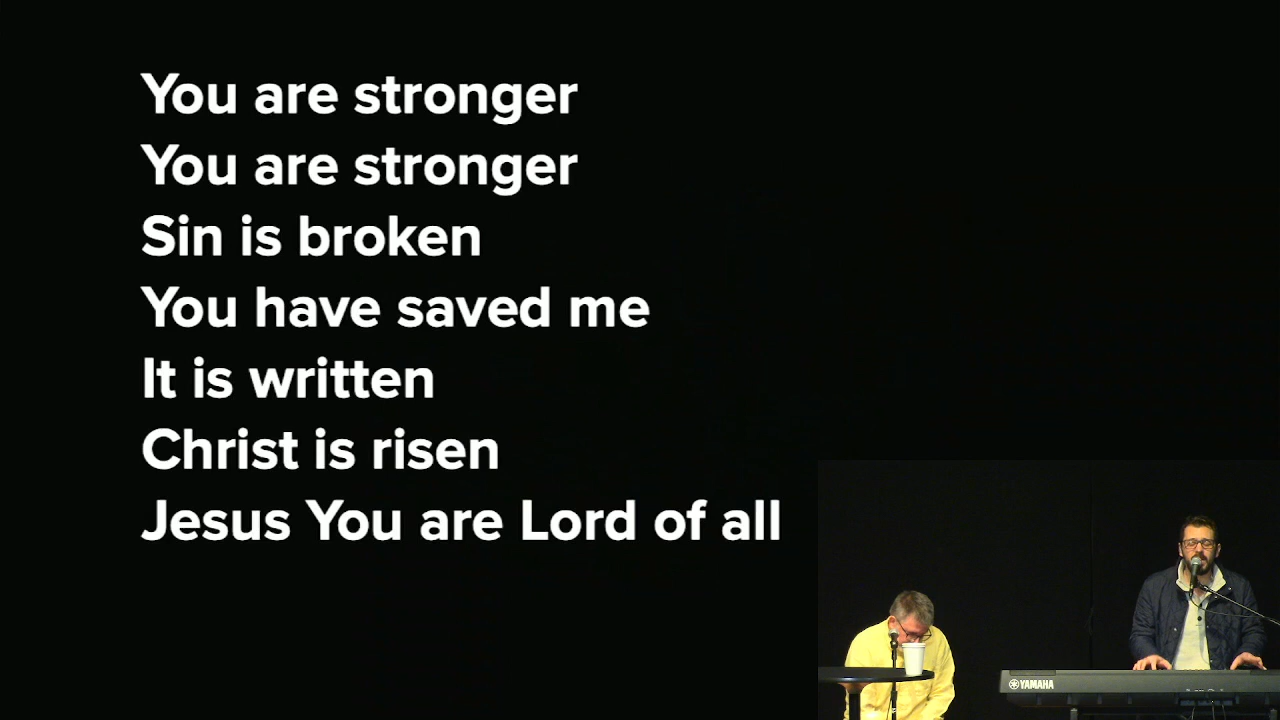 You are stronger
You are stronger
Sin is broken
You have saved me
It is written
Christ is risen
Jesus You are Lord of all
YAMAHA